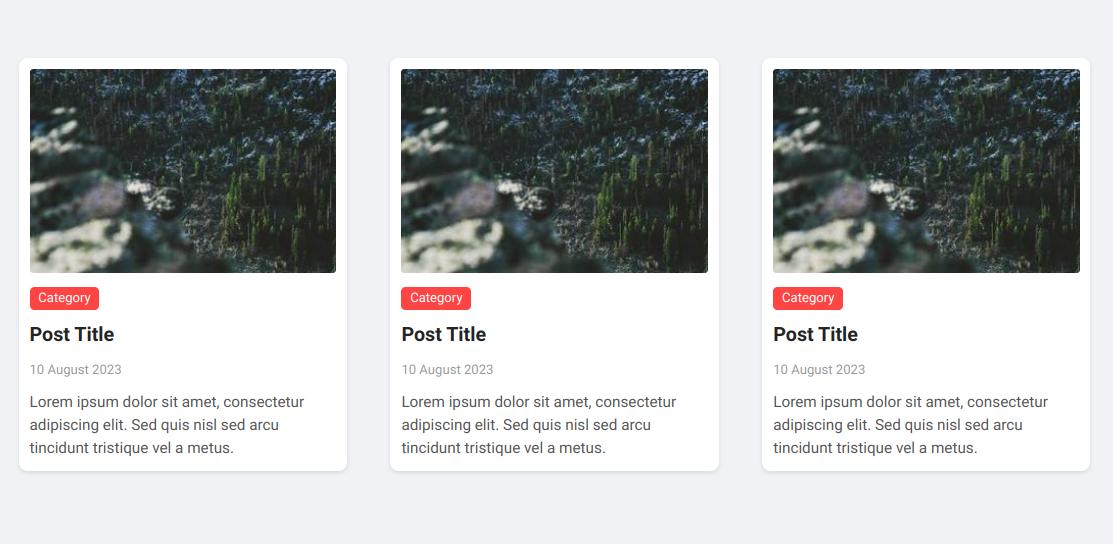 Category
Post Title
10 August 2023
Lorem ipsum dolor sit amet, consectetur
adipiscing elit. Sed quis nisl sed arcu
tincidunt tristique vel a metus.
Category
Post Title
10 August 2023
Lorem ipsum dolor sit amet, consectetur
adipiscing elit. Sed quis nisl sed arcu
tincidunt tristique vel a metus.
Category
Post Title
10 August 2023
Lorem ipsum dolor sit amet, consectetur
adipiscing elit. Sed quis nisl sed arcu
tincidunt tristique vel a metus.